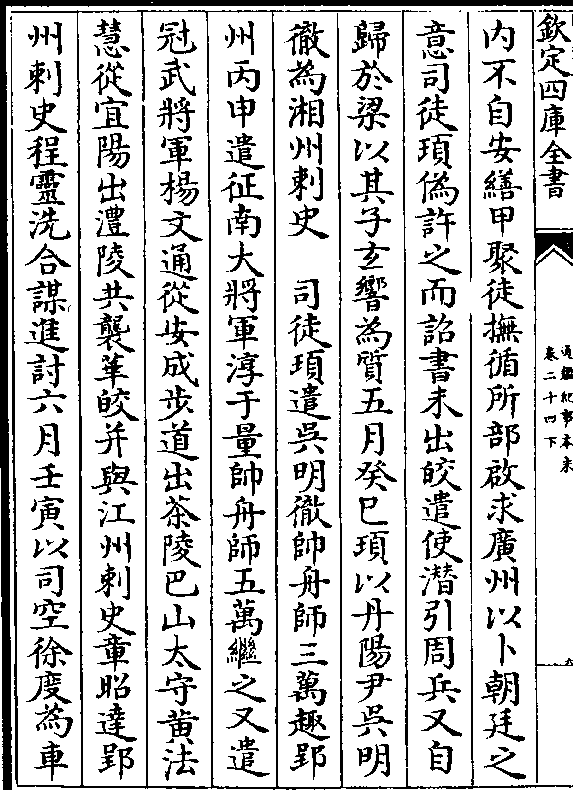 欽定四庫全書
通鑑紀事本末
卷二十四下
内不自安繕甲聚徒撫循所部啟求廣州以卜朝廷之
意司徒頊偽許之而詔書未出皎遣使潛引周兵又自
歸於梁以其子玄響為質五月癸巳頊以丹陽尹吳明
徹為湘州刺史　司徒頊遣吳明徹帥舟師三萬趣郢
州丙申遣征南大將軍淳于量帥舟師五萬繼之又遣
冠武將軍楊文通從安成步道出茶陵巴山太守黄法
慧從宜陽出澧陵共襲華皎并與江州刺史章昭達郢
州刺史程靈洗合謀進討六月壬寅以司空徐度為車